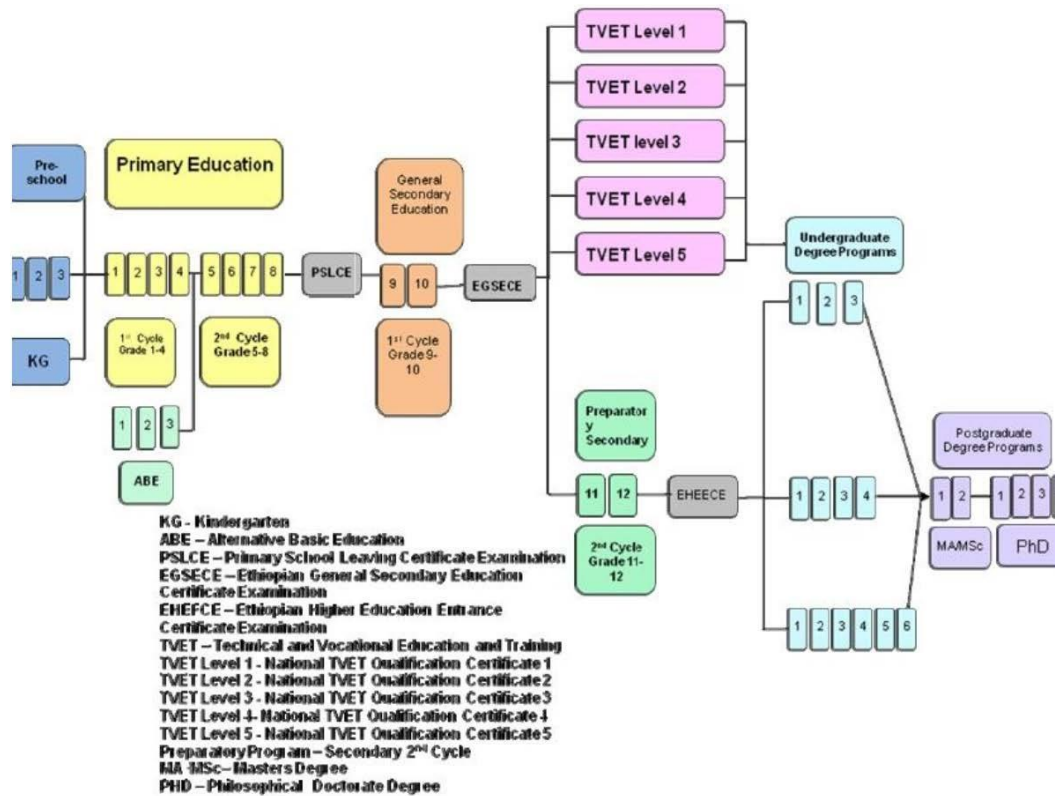 Pre-
school
1 2 3
KG
Primary Education
1 2 3 4
5 6 7 8
1st Cycle
Grade 1-4
2nd Cycle
Grade 5-8
1 2 3
ABE
PSLCE
General
Secondary
Education
9 10
1st Cycle
Grade 9-
10
EGSECE
TVET Level 1
TVET Level 2
TVET level 3
TVET Level 4
TVET Level 5
Preparator
y
Secondary
11 12
2nd Cycle
Grade 11-
12
EHEECE
Undergraduate
Degree Programs
1 2 3
1 2 3 4
1 2 3 4 5 6
Postgraduate
Degree Programs
1 2
MA/MSc
1 2 3
PhD
KG - Kindergarten
ABE – Alternative Basic Education
PSLCE – Primary School Leaving Certificate Examination
EGSECE – Ethiopian General Secondary Education
Certificate Examination
EHEFCE – Ethiopian Higher Education Entrance
Certificate Examination
TVET – Technical and Vocational Education and Training
TVET Level 1 - National TVET Qualification Certificate 1
TVET Level 2 - National TVET Qualification Certificate 2
TVET Level 3 - National TVET Qualification Certificate 3
TVET Level 4- National TVET Qualification Certificate 4
TVET Level 5 - National TVET Qualification Certificate 5
Preparatory Program – Secondary 2nd Cycle
MA -MSc– Masters Degree
PHD – Philosophical Doctorate Degree